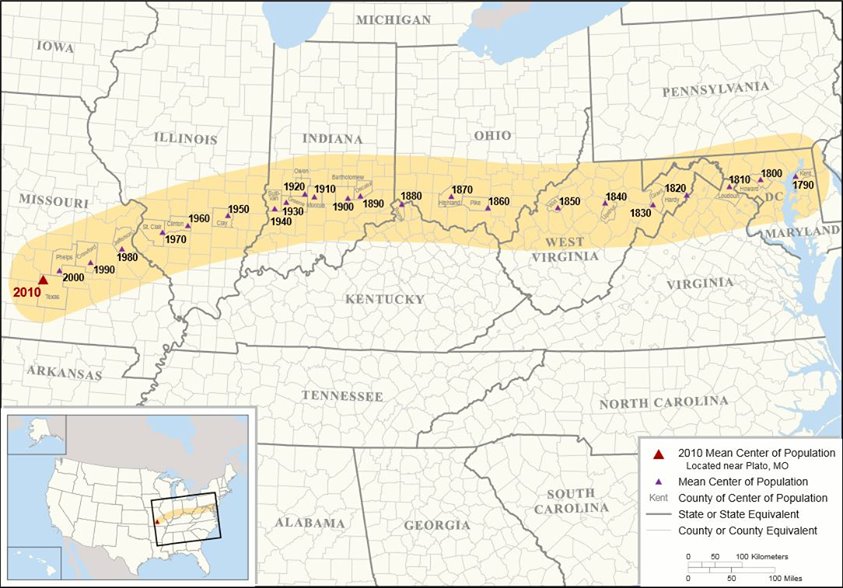 MICHIGAN
IOWA
PENNSYLVANIA
ILLINOIS
INDIANA
OHIO
MISSOURI
1950
1960
1970
St. Clair
Clinton
Clay
1920
1910
Owen
Bartholomew
Decatur
1930
Monroe
1900
1890
1940
1880
1870
Highland
Pike
1860
1850
1840
1830
1820
Hardy
1810
1800
Loudoun
Howard
DC
Kent
1790
MARYLAND
WEST
VIRGINIA
VIRGINIA
Phelps
Crawford
Jefferson
1980
1990
2000
2010
Texas
KENTUCKY
ARKANSAS
TENNESSEE
NORTH CAROLINA
ALABAMA
GEORGIA
SOUTH
CAROLINA
2010 Mean Center of Population
Located near Plato, MO
Mean Center of Population
Kent County of Center of Population
State or State Equivalent
County or County Equivalent
0 50 100 Kilometers
0 50 100 Miles